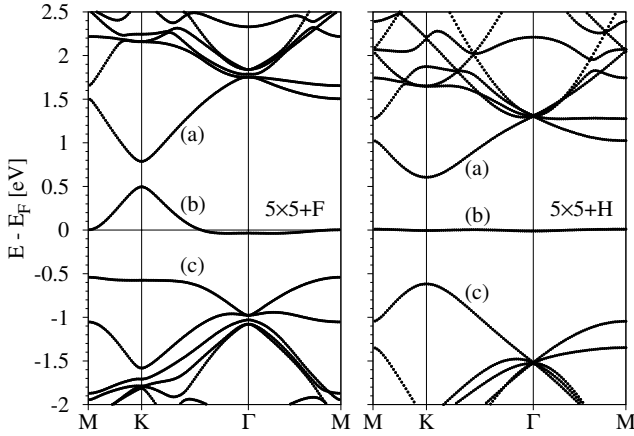 E - E_F [eV]
2.5
2
1.5
1
0.5
0
-0.5
-1
-1.5
-2
(a)
(b)
5×5+F
(c)
M K Γ M
(a)
(b)
5×5+H
(c)
M K Γ M